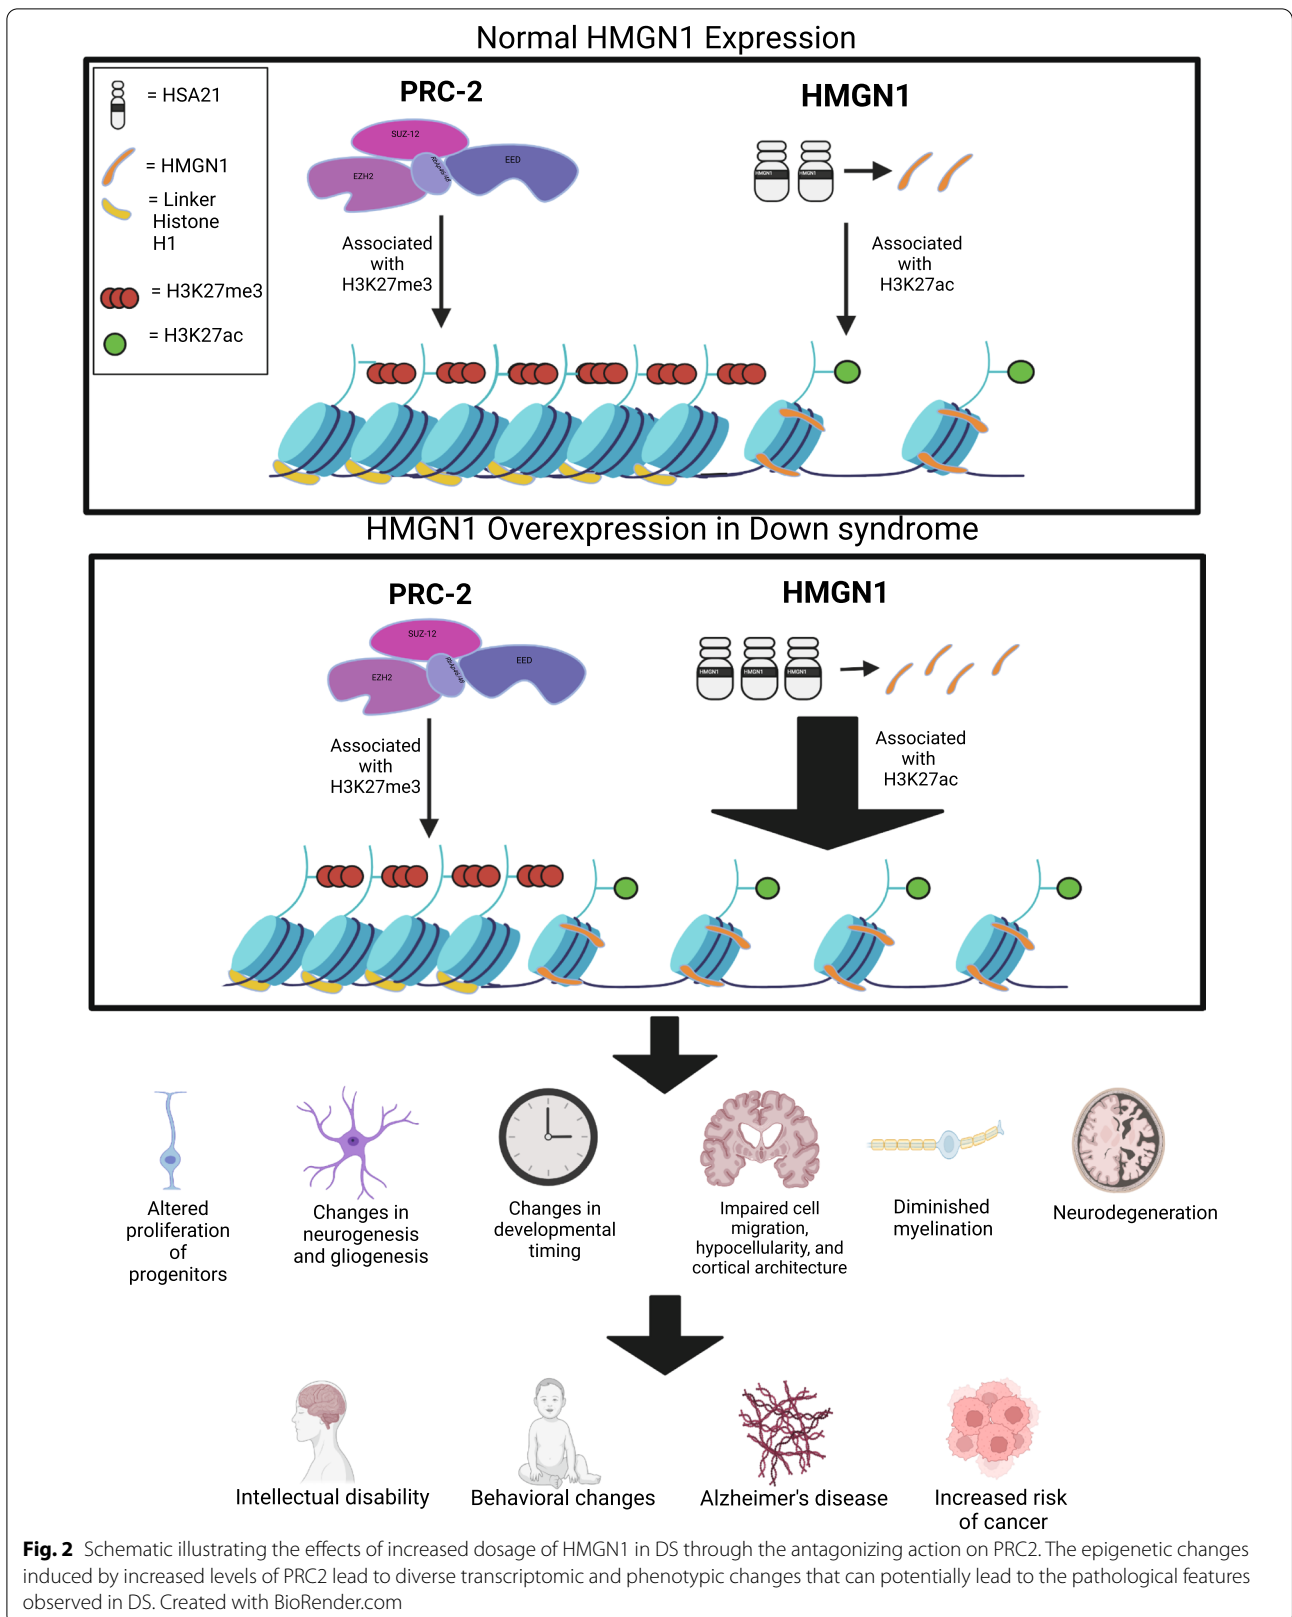 Normal HMGN1 Expression
= HSA21
= HMGN1
= Linker
Histone
H1
= H3K27me3
= H3K27ac
PRC-2
SUZ-12
EZH2
EED
Associated
with
H3K27me3
HMGN1
HMGN1
HMGN1
Associated
with
H3K27ac
HMGN1 Overexpression in Down syndrome
PRC-2
SUZ-12
EZH2
EED
Associated
with
H3K27me3
HMGN1
HMGN1
HMGN1
HMGN1
Associated
with
H3K27ac
Altered
proliferation
of
progenitors
Changes in
neurogenesis
and gliogenesis
Changes in
developmental
timing
Impaired cell
migration,
hypocellularity, and
cortical architecture
Diminished
myelination
Neurodegeneration
Intellectual disability
Behavioral changes
Alzheimer's disease
Increased risk
of cancer
Fig. 2 Schematic illustrating the effects of increased dosage of HMGN1 in DS through the antagonizing action on PRC2. The epigenetic changes
induced by increased levels of PRC2 lead to diverse transcriptomic and phenotypic changes that can potentially lead to the pathological features
observed in DS. Created with BioRender.com